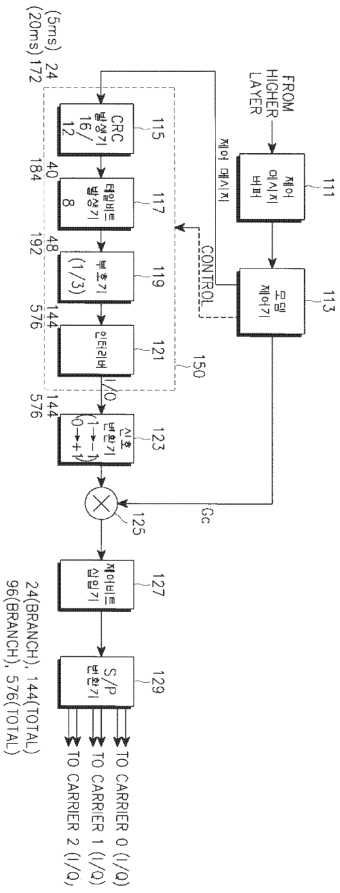 FROM
HIGHER
LAYER
제어
메시지
버퍼
111
모뎀
제어기
113
제어 메시지
CONTROL
Gc
(5ms) 24
(20ms) 172
CRC
발생기
16/
12
115
40
184
테일비트
발생기
8
117
48
192
부호기
(1/3)
119
144
576
인터리버
121
150
1/0
144
576
신호
변환기
(1→-1
0→+1)
123
125
제어비트
삽입기
127
S/P
변환기
129
TO CARRIER 0 (I/Q)
TO CARRIER 1 (I/Q)
TO CARRIER 2 (I/Q,
24(BRANCH), 144(TOTAL)
96(BRANCH), 576(TOTAL)